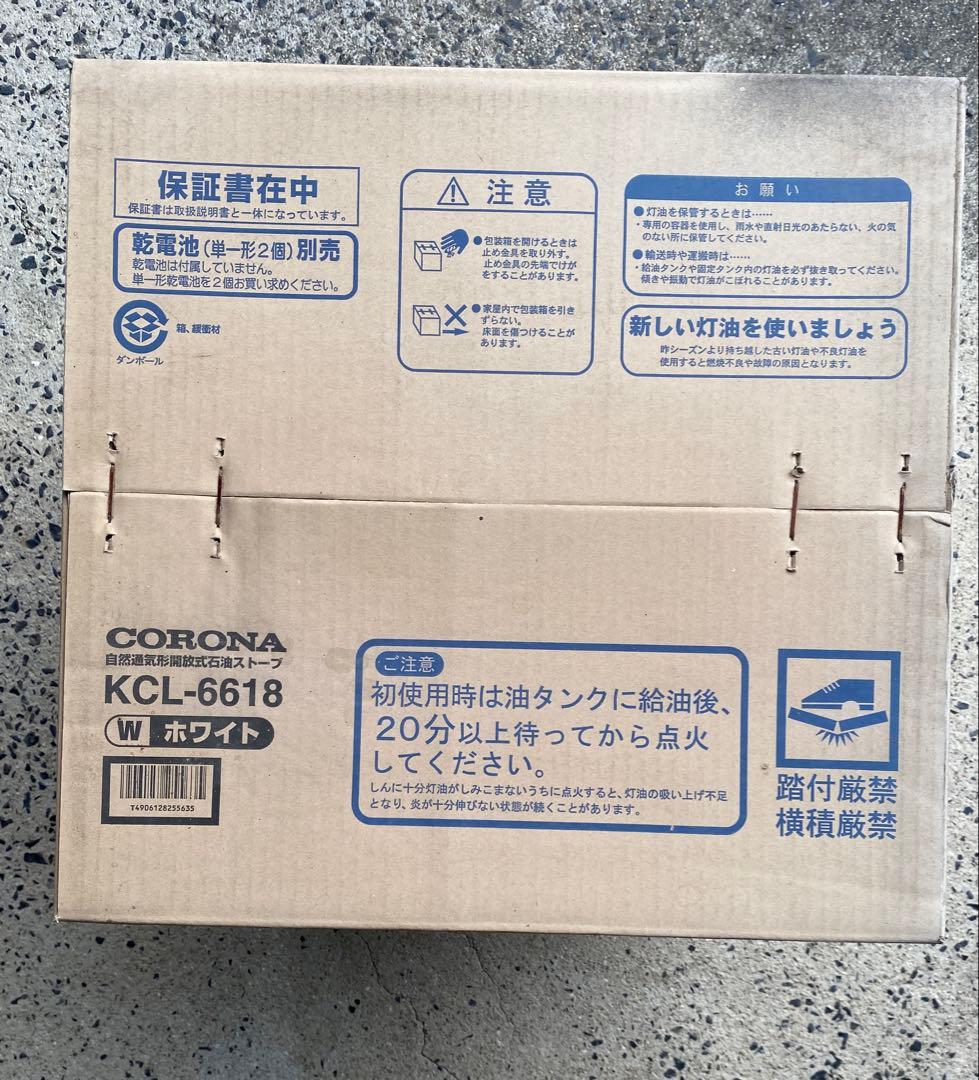 保証書在中
保証書は取扱説明書と一体になっています。
乾電池(単一形2個)別売
乾電池は付属していません。
単一形乾電池を2個お買い求めください。
箱、緩衝材
ダンボール
注意
●包装箱を開けるときは
止め金具を取り外す。
止め金具の先端でけが
をすることがあります。
●家屋内で包装箱を引き
ずらない。
床面を傷つけることが
あります。
お願い
●灯油を保管するときは……
・専用の容器を使用し、雨水や直射日光のあたらない、火の気
のない所に保管してください。
●輸送時や運搬時は……
・給油タンクや固定タンク内の灯油を必ず抜き取ってください。
傾きや振動で灯油がこぼれることがあります。
新しい灯油を使いましょう
昨シーズンより持ち越した古い灯油や不良灯油を
使用すると燃焼不良や故障の原因となります。
CORONA
自然通気形開放式石油ストーブ
KCL-6618
W ホワイト
T4906128255635
ご注意
初使用時は油タンクに給油後、
20分以上待ってから点火
してください。
しんに十分灯油がしみこまないうちに点火すると、灯油の吸い上げ不足
となり、炎が十分伸びない状態が続くことがあります。
踏付厳禁
横積厳禁